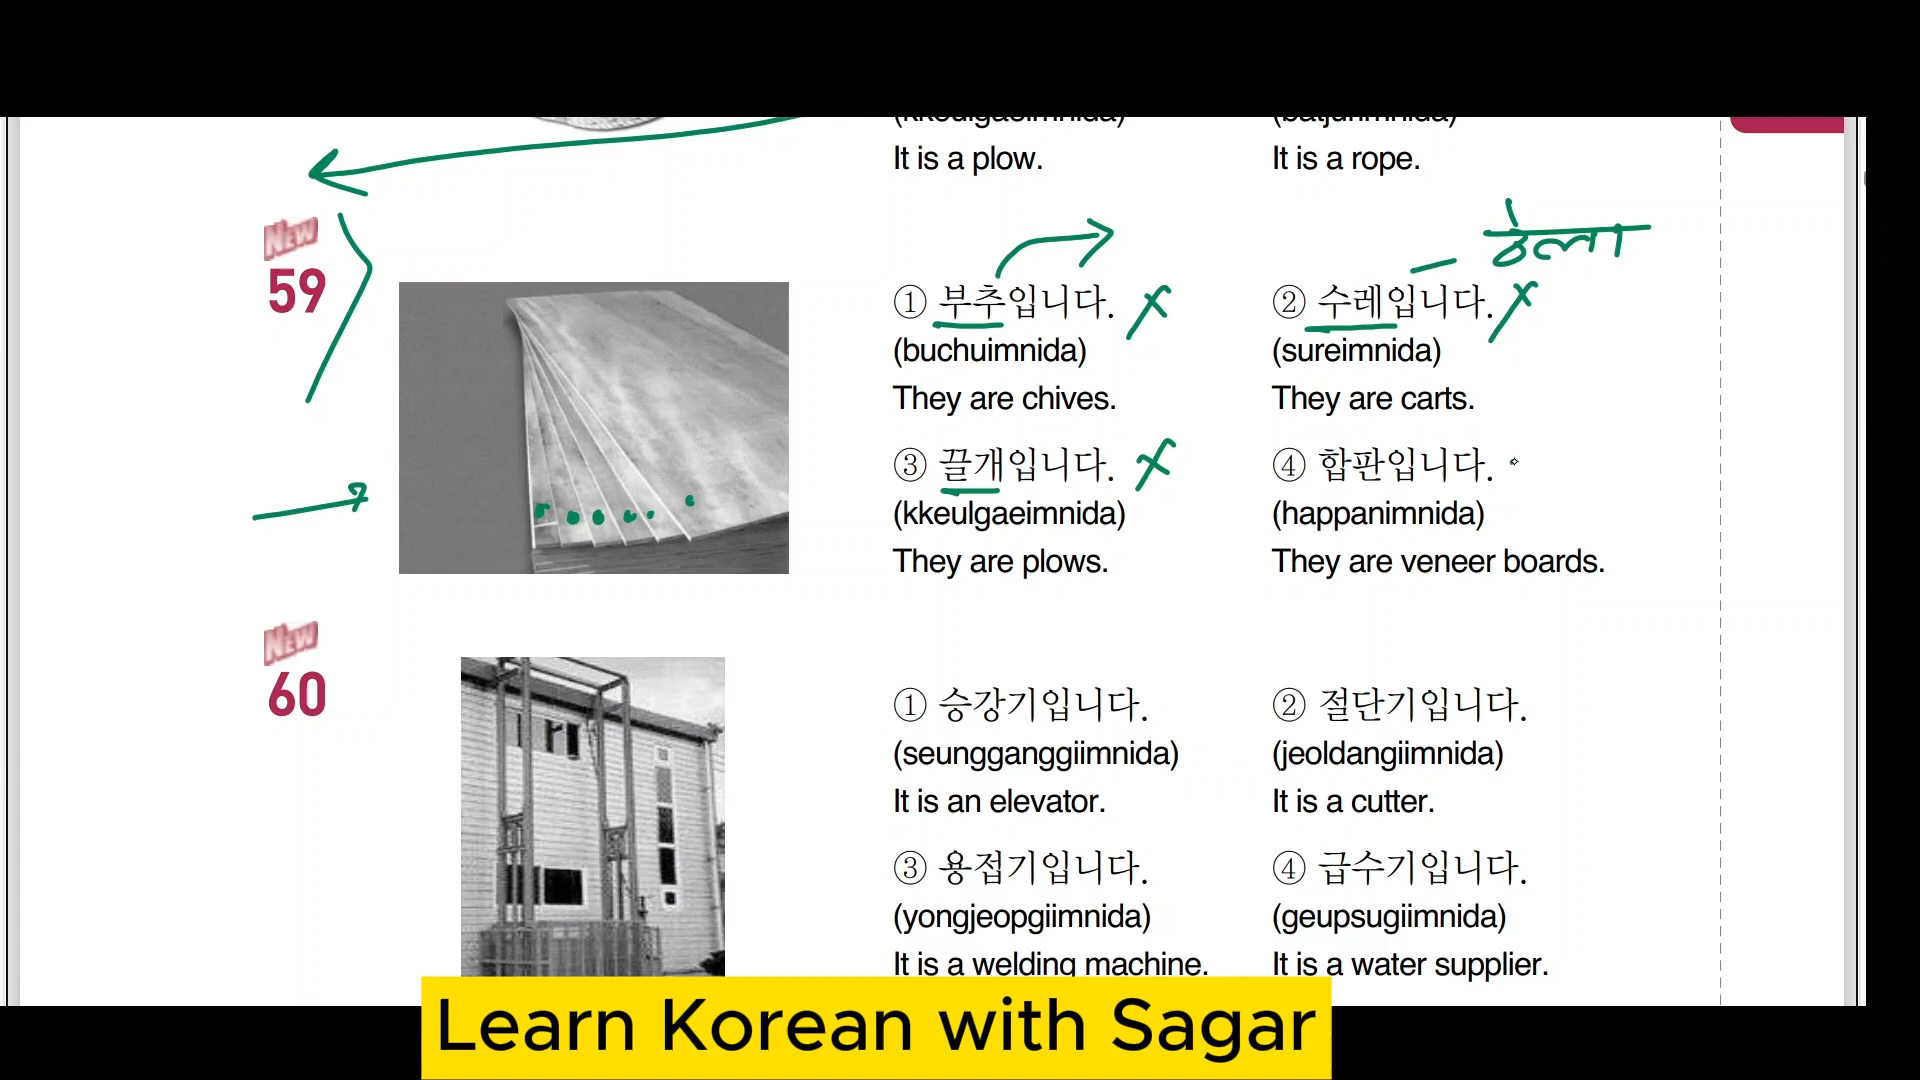 It is a plow.
It is a rope.
NEW
59
ठेला
① 부추입니다.
② 수레입니다.
(buchuimnida)
(sureimnida)
They are chives.
They are carts.
③ 끌개입니다.
④ 합판입니다.
(kkeulgaeimnida)
(happanimnida)
They are plows.
They are veneer boards.
NEW
60
① 승강기입니다.
② 절단기입니다.
(seungganggiimnida)
(jeoldangiimnida)
It is an elevator.
It is a cutter.
③ 용접기입니다.
④ 급수기입니다.
(yongjeopgiimnida)
(geupsugiimnida)
It is a welding machine.
It is a water supplier.
Learn Korean with Sagar